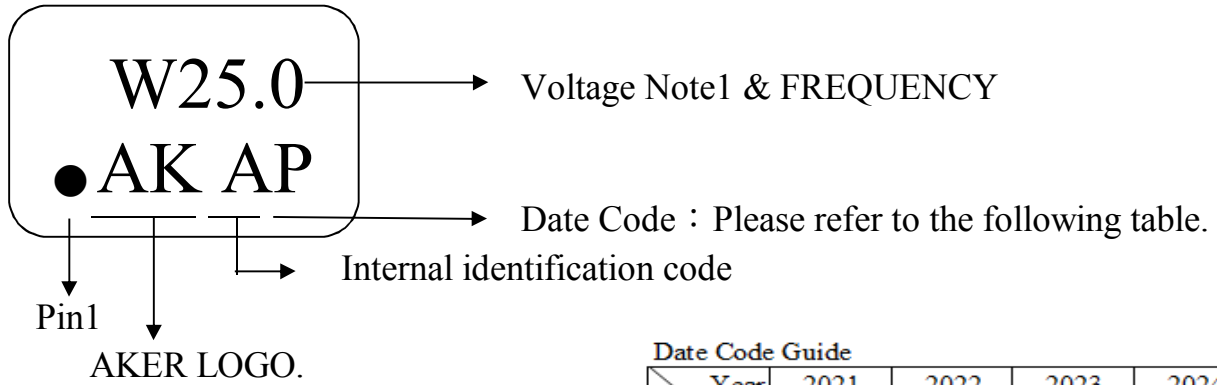 W25.0
Voltage Note1 & FREQUENCY
●AK AP
Date Code：Please refer to the following table.
Internal identification code
Pin1
AKER LOGO.
Date Code Guide
Year 2021 2022 2023